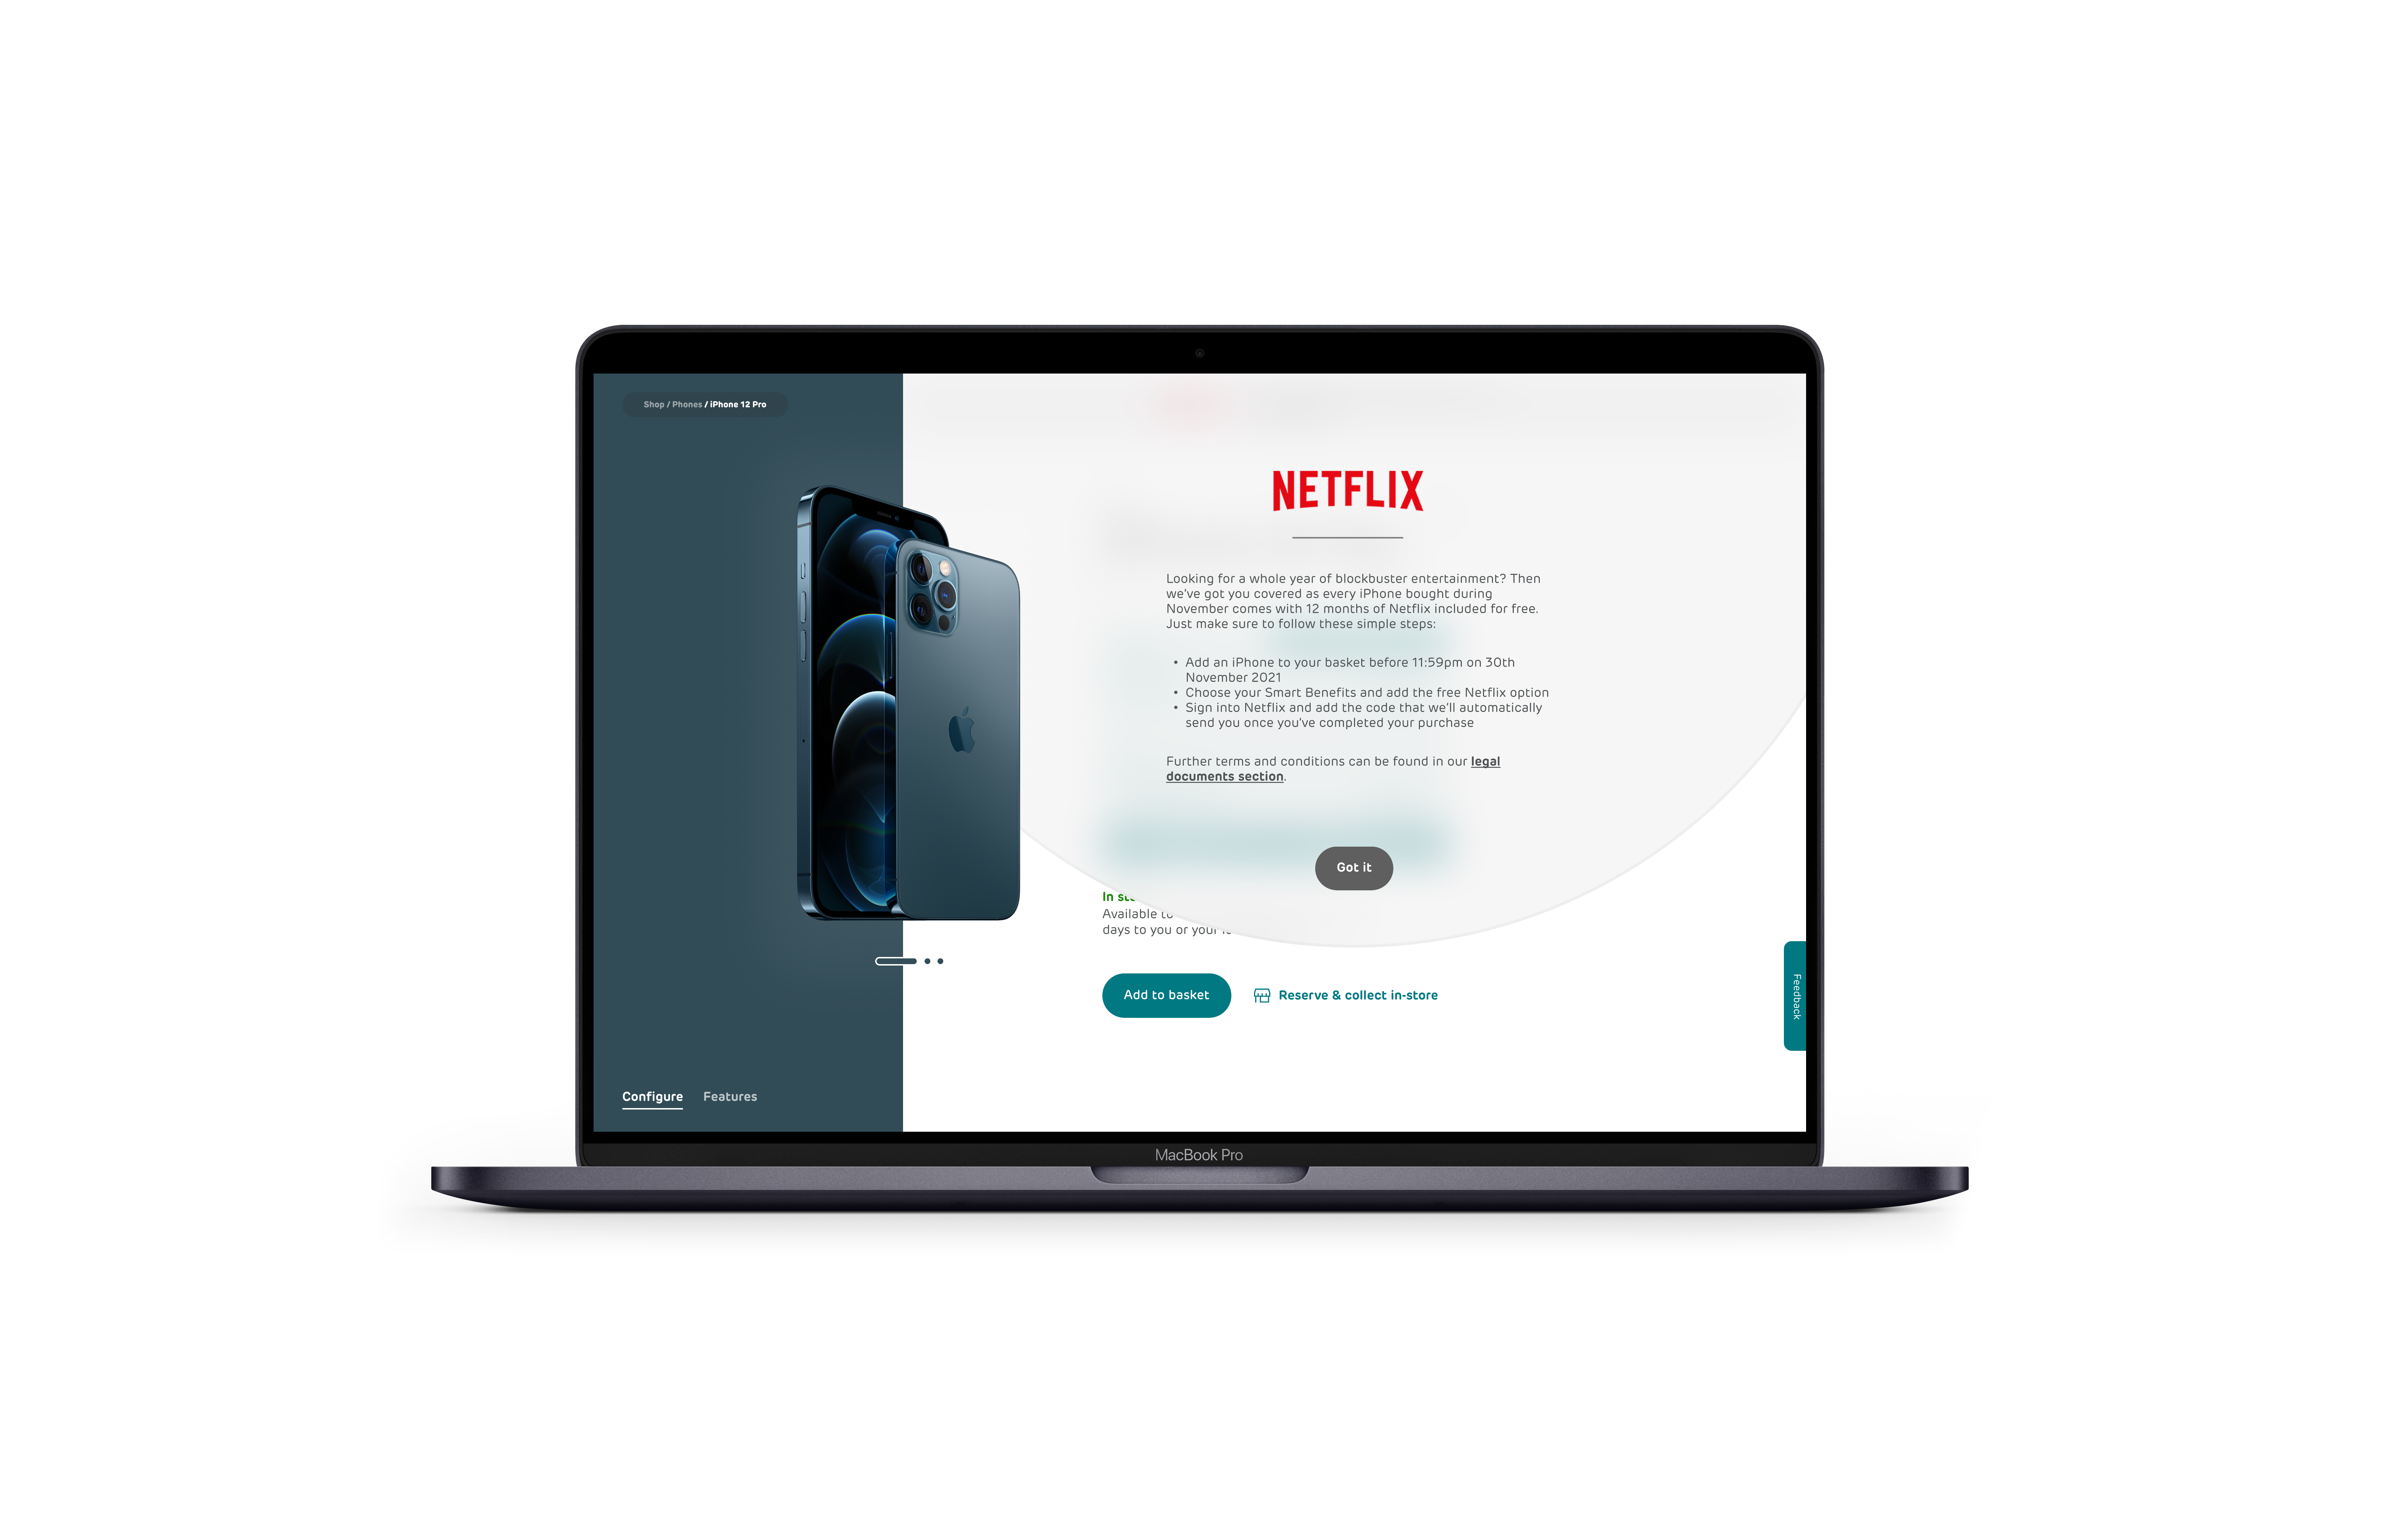 Shop / Phones / iPhone 12 Pro
NETFLIX
Looking for a whole year of blockbuster entertainment? Then
we've got you covered as every iPhone bought during
November comes with 12 months of Netflix included for free.
Just make sure to follow these simple steps:
• Add an iPhone to your basket before 11:59pm on 30th
November 2021
• Choose your Smart Benefits and add the free Netflix option
• Sign into Netflix and add the code that we'll automatically
send you once you've completed your purchase
Further terms and conditions can be found in our legal
documents section.
Got it
In
Available to
days to you or your
Add to basket
Reserve & collect in-store
Feedback
Configure
Features
MacBook Pro